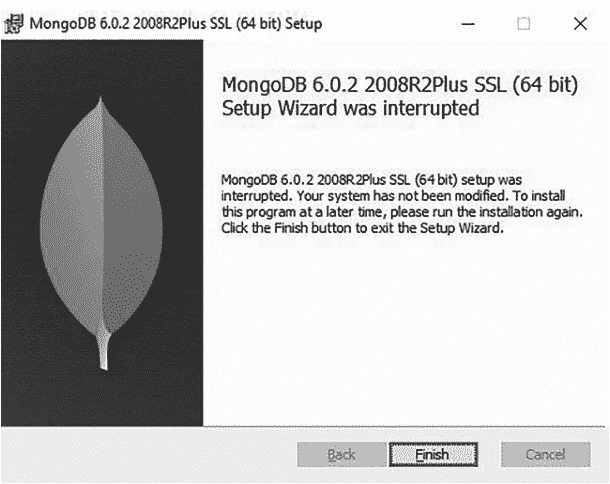 MongoDB 6.0.2 2008R2Plus SSL (64 bit) Setup
MongoDB 6.0.2 2008R2Plus SSL (64 bit)
Setup Wizard was interrupted
MongoDB 6.0.2 2008R2Plus SSL (64 bit) setup was
interrupted. Your system has not been modified. To install
this program at a later time, please run the installation again.
Click the Finish button to exit the Setup Wizard.
Back
Finish
Cancel